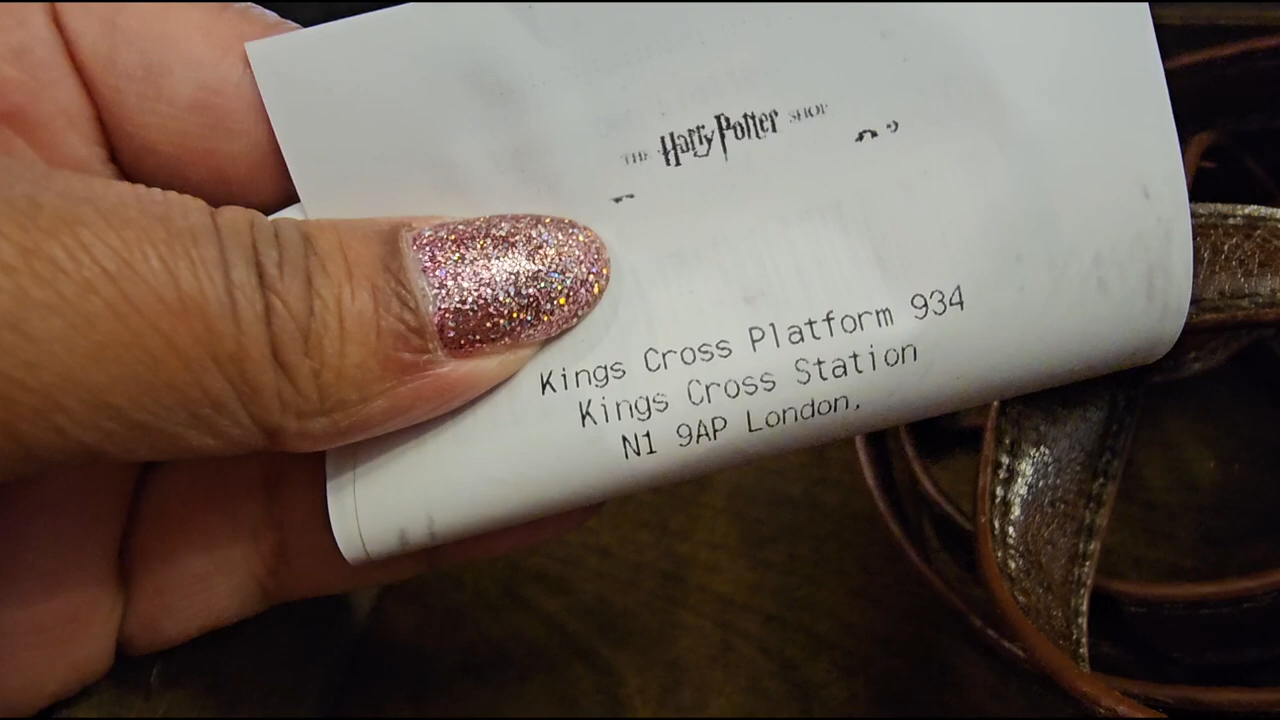 THE Harry Potter SHOP
Kings Cross Platform 934
Kings Cross Station
N1 9AP London,